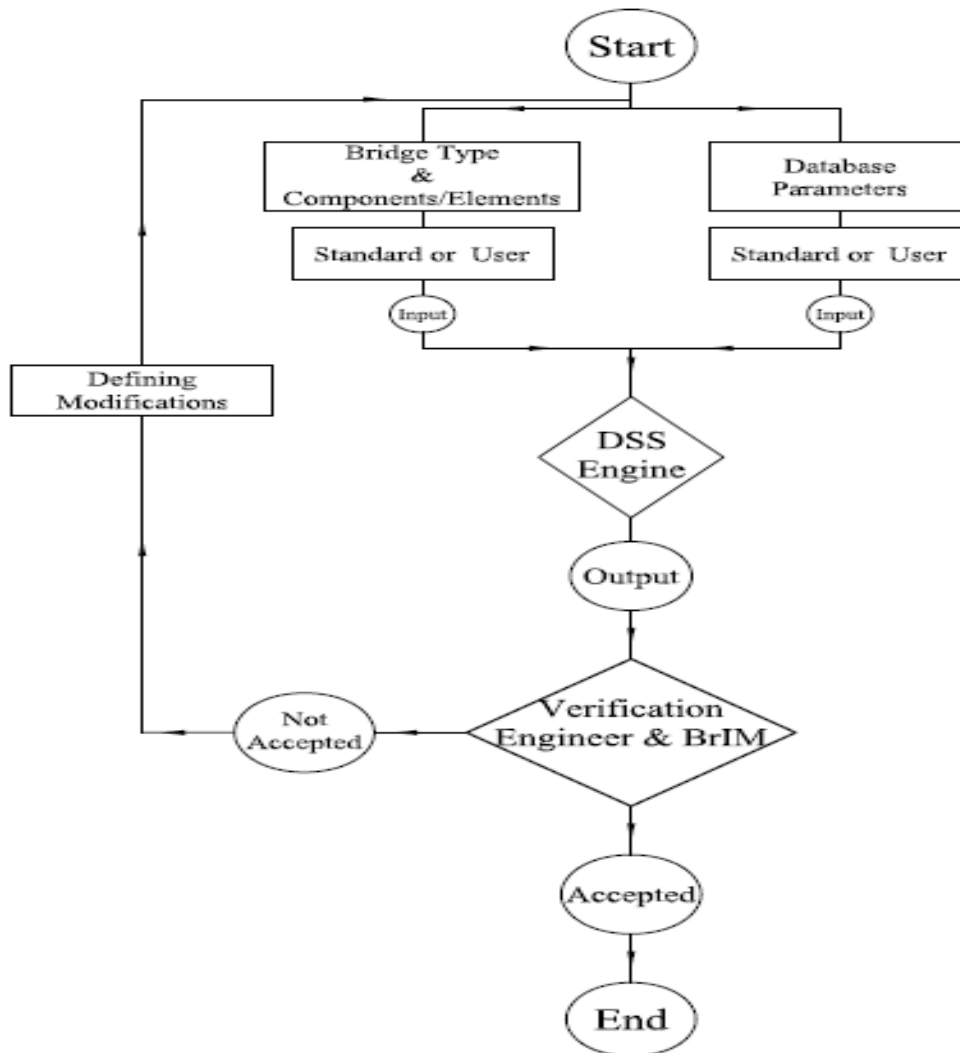 Start
Bridge Type
&
Components/Elements
Database
Parameters
Standard or User
Standard or User
Input
Input
Defining
Modifications
DSS
Engine
Output
Verification
Engineer & BrIM
Not
Accepted
Accepted
End